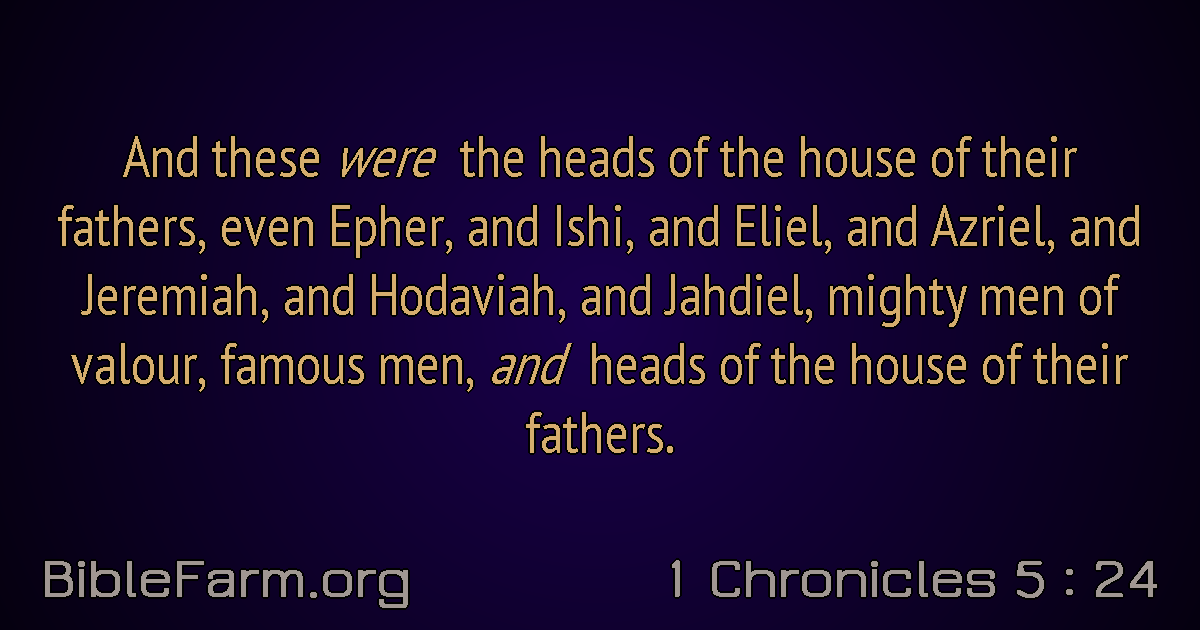 And these were the heads of the house of their
fathers, even Epher, and Ishi, and Eliel, and Azriel, and
Jeremiah, and Hodaviah, and Jahdiel, mighty men of
valour, famous men, and heads of the house of their
fathers.
BibleFarm.org
1 Chronicles 5 : 24